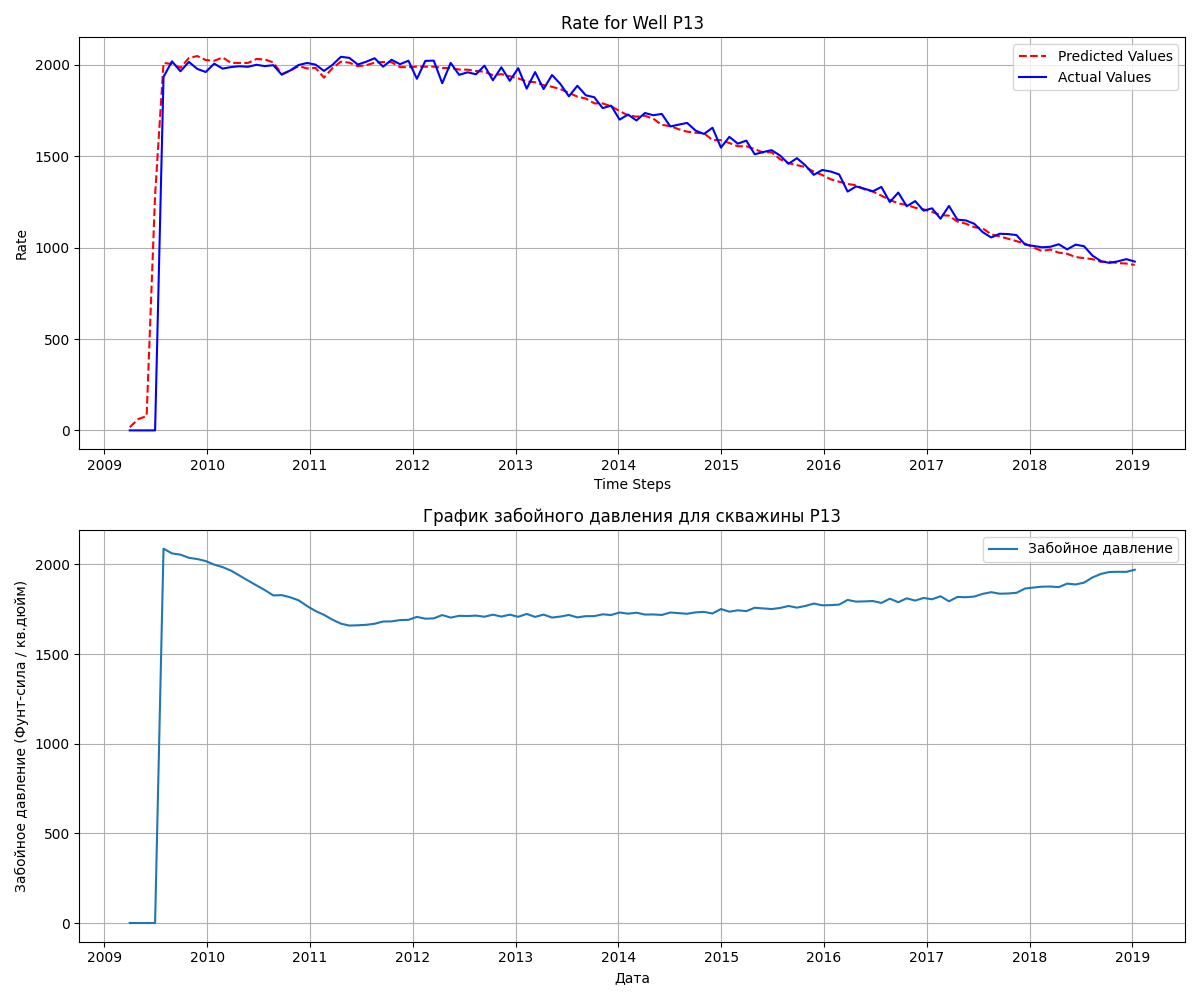 Rate for Well P13
Predicted Values
Actual Values
2000
1500
1000
500
0
Rate
2009 2010 2011 2012 2013 2014 2015 2016 2017 2018 2019
Time Steps
График забойного давления для скважины P13
Забойное давление
2000
1500
1000
500
0
Забойное давление (Фунт-сила / кв.дюйм)
2009 2010 2011 2012 2013 2014 2015 2016 2017 2018 2019
Дата